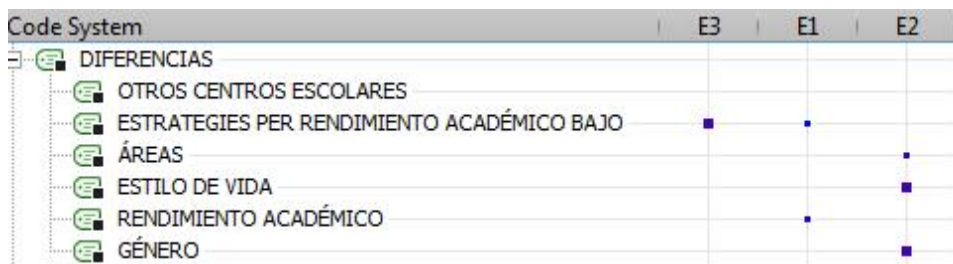 Code System E3 E1 E2
DIFERENCIAS
OTROS CENTROS ESCOLARES
ESTRATEGIES PER RENDIMIENTO ACADÉMICO BAJO
ÁREAS
ESTILO DE VIDA
RENDIMIENTO ACADÉMICO
GÉNERO